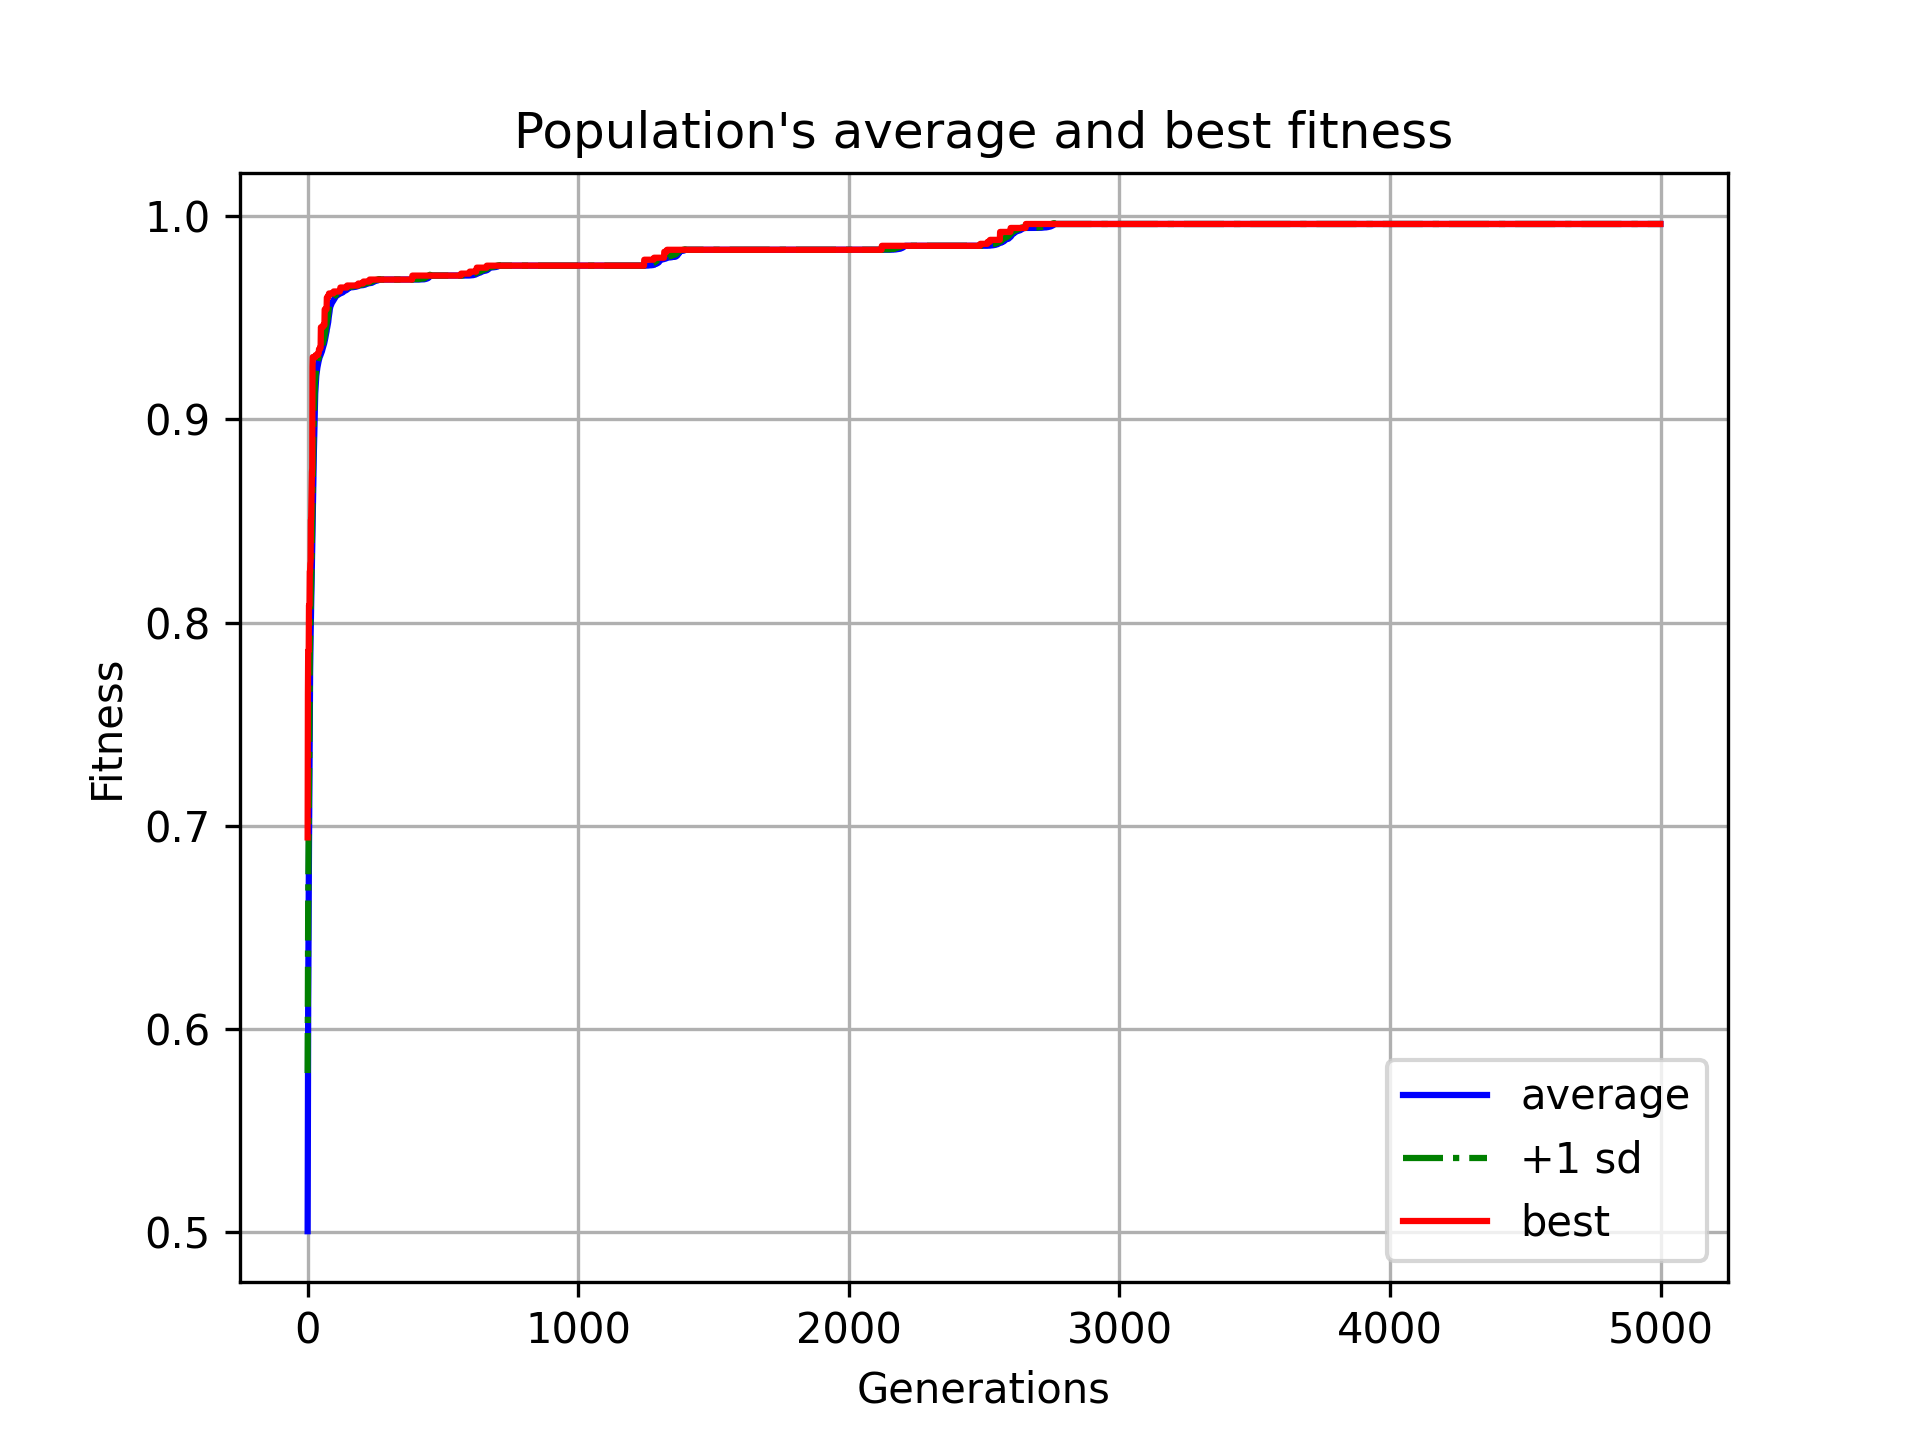 Population's average and best fitness
1.0
0.9
0.8
0.7
0.6
0.5
Fitness
average
+1 sd
best
0 1000 2000 3000 4000 5000
Generations